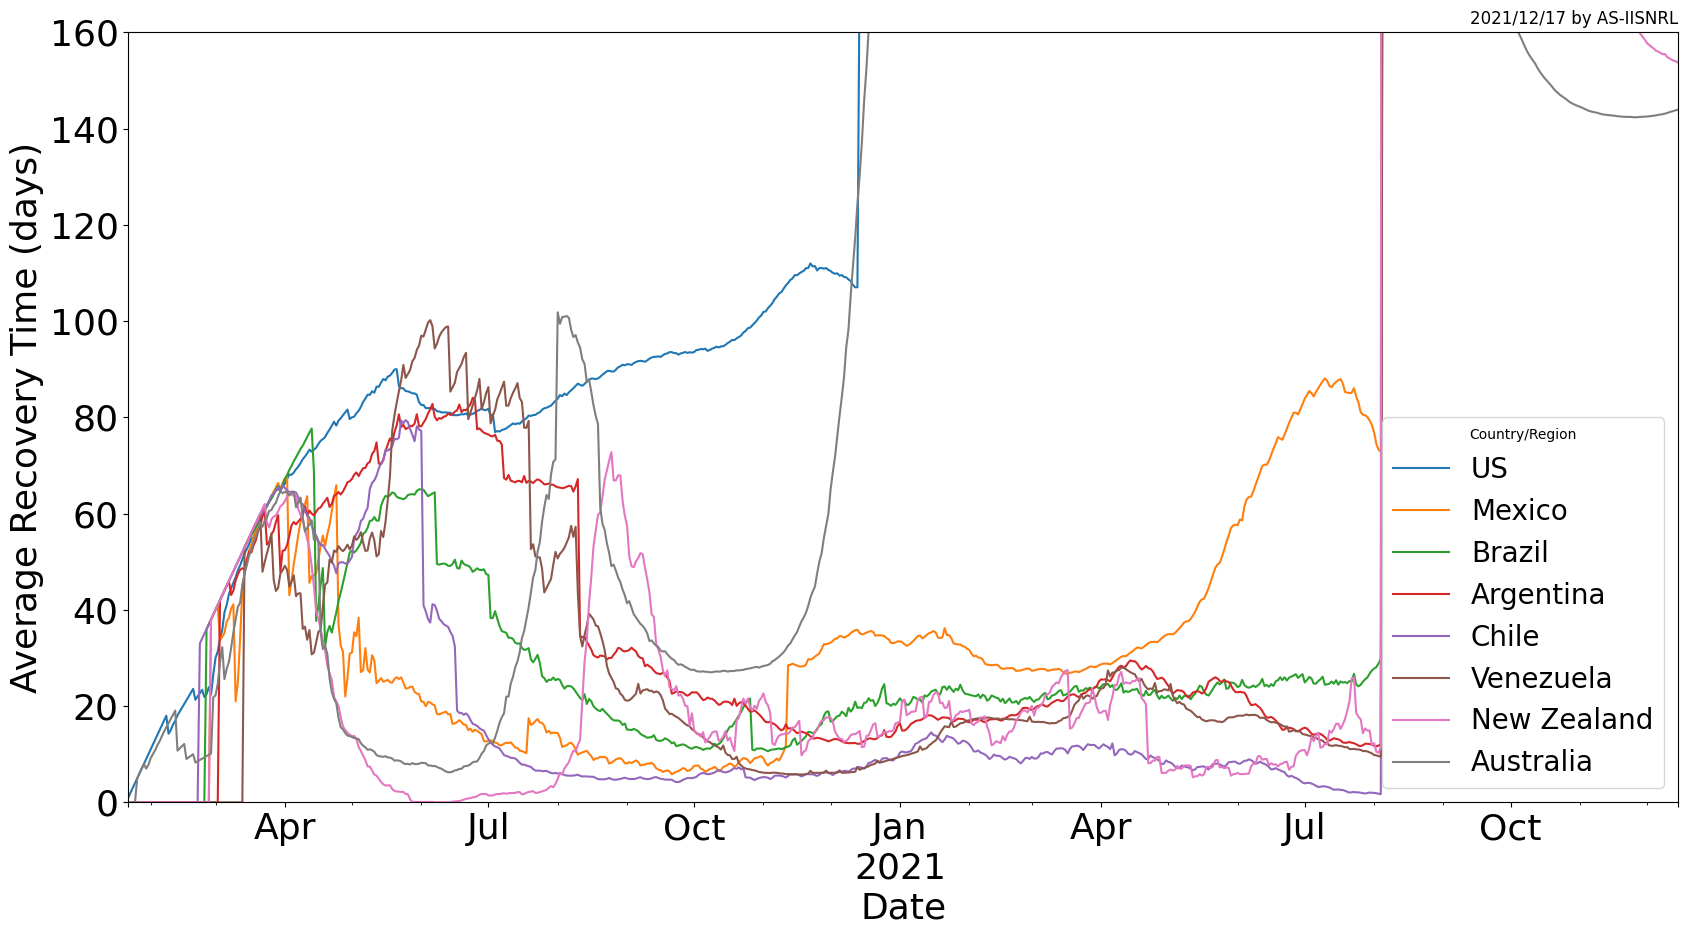 2021/12/17 by AS-IISNRL
160
140
120
100
80
60
40
20
0
Average Recovery Time (days)
Country/Region
US
Mexico
Brazil
Argentina
Chile
Venezuela
New Zealand
Australia
Apr Jul Oct Jan Apr Jul Oct
2021
Date